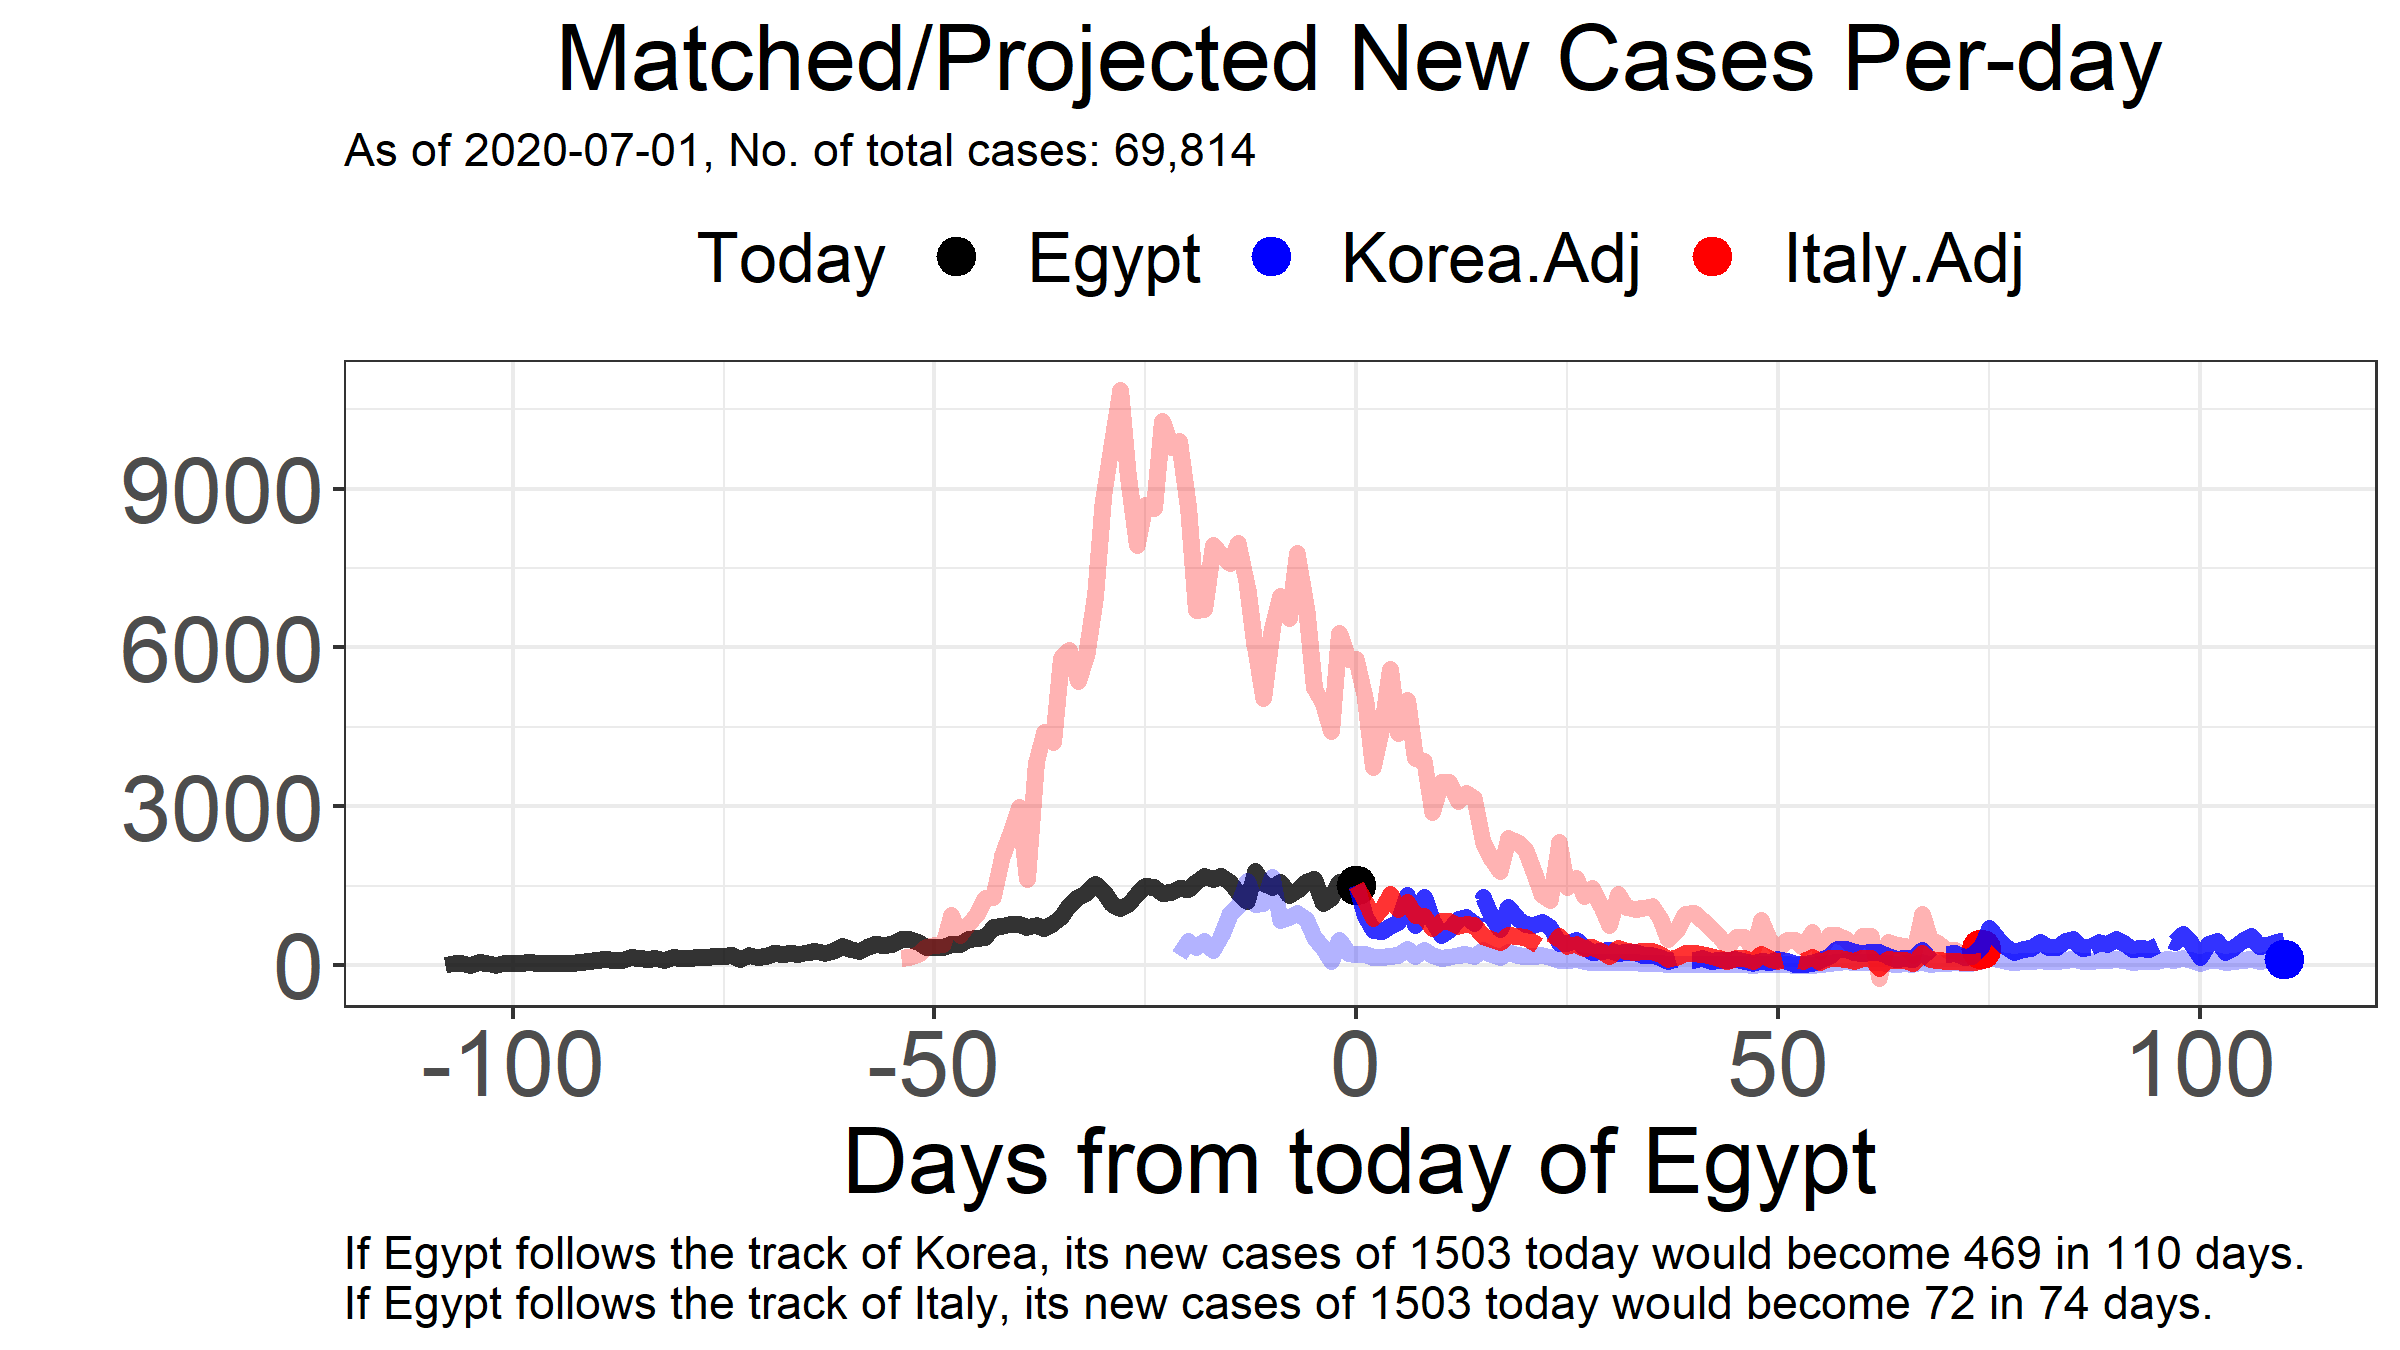 Matched/Projected New Cases Per-day
As of 2020-07-01, No. of total cases: 69,814
Today Egypt Korea.Adj Italy.Adj
9000
6000
3000
0
-100 -50 0 50 100
Days from today of Egypt
If Egypt follows the track of Korea, its new cases of 1503 today would become 469 in 110 days.
If Egypt follows the track of Italy, its new cases of 1503 today would become 72 in 74 days.